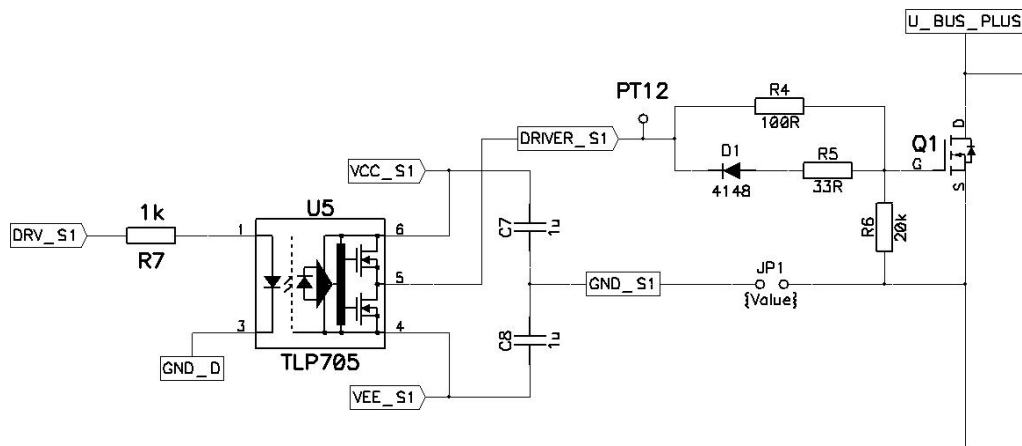 U_BUS_PLUS
PT12
R4
100R
DRIVER_S1
D1
4148
R5
33R
Q1
D
G
S
VCC_S1
U5
1k
DRV_S1
R7
1
6
5
3
4
C7
1u
R6
20k
GND_S1
JP1
{Value}
C8
1u
GND_D
TLP705
VEE_S1